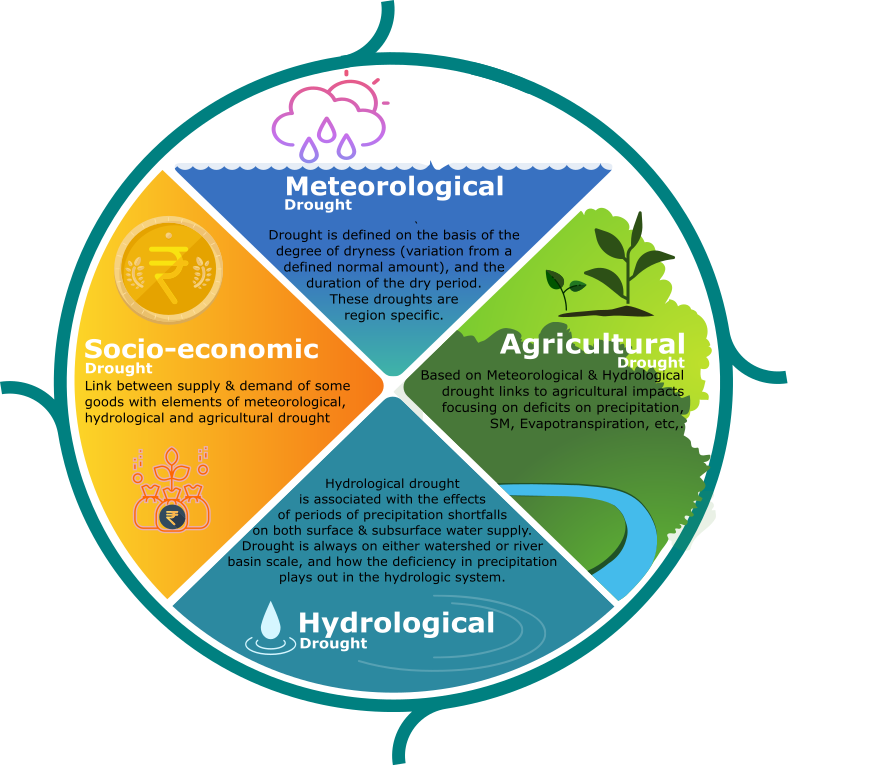 Meteorological
Drought
Drought is defined on the basis of the
degree of dryness (variation from a
defined normal amount), and the
duration of the dry period.
These droughts are
region specific.
Socio-economic
Drought
Link between supply & demand of some
goods with elements of meteorological,
hydrological and agricultural drought
Agricultural
Drought
Based on Meteorological & Hydrological
drought links to agricultural impacts
focusing on deficits on precipitation,
SM, Evapotranspiration, etc,.
Hydrological drought
is associated with the effects
of periods of precipitation shortfalls
on both surface & subsurface water supply.
Drought is always on either watershed or river
basin scale, and how the deficiency in precipitation
plays out in the hydrologic system.
Hydrological
Drought